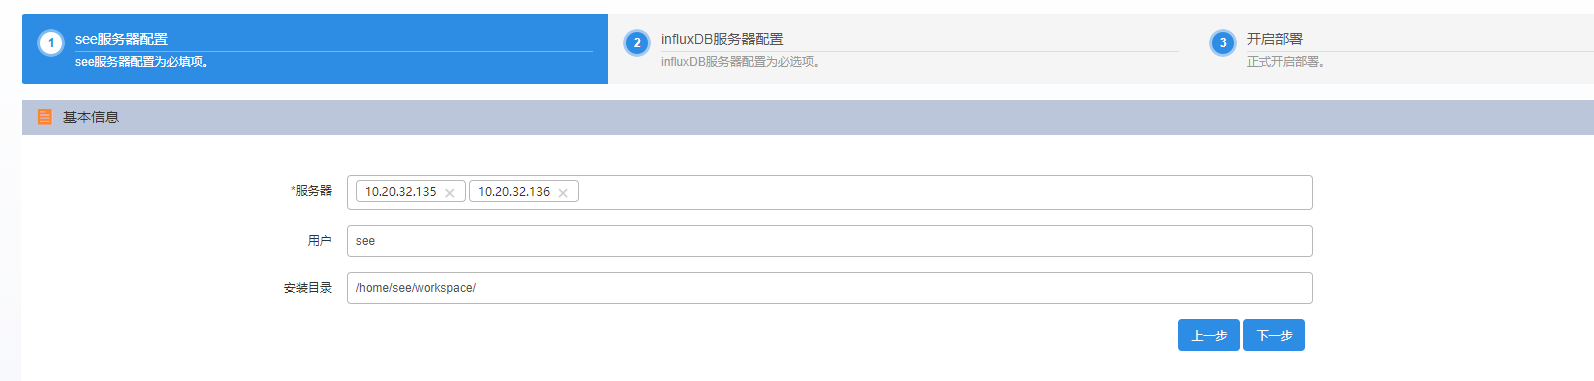 1
see服务器配置
see服务器配置为必填项。
2
influxDB服务器配置
influxDB服务器配置为必选项。
3
开启部署
正式开启部署。
基本信息
*服务器 10.20.32.135 × 10.20.32.136 ×
用户 see
安装目录 /home/see/workspace/
上一步 下一步